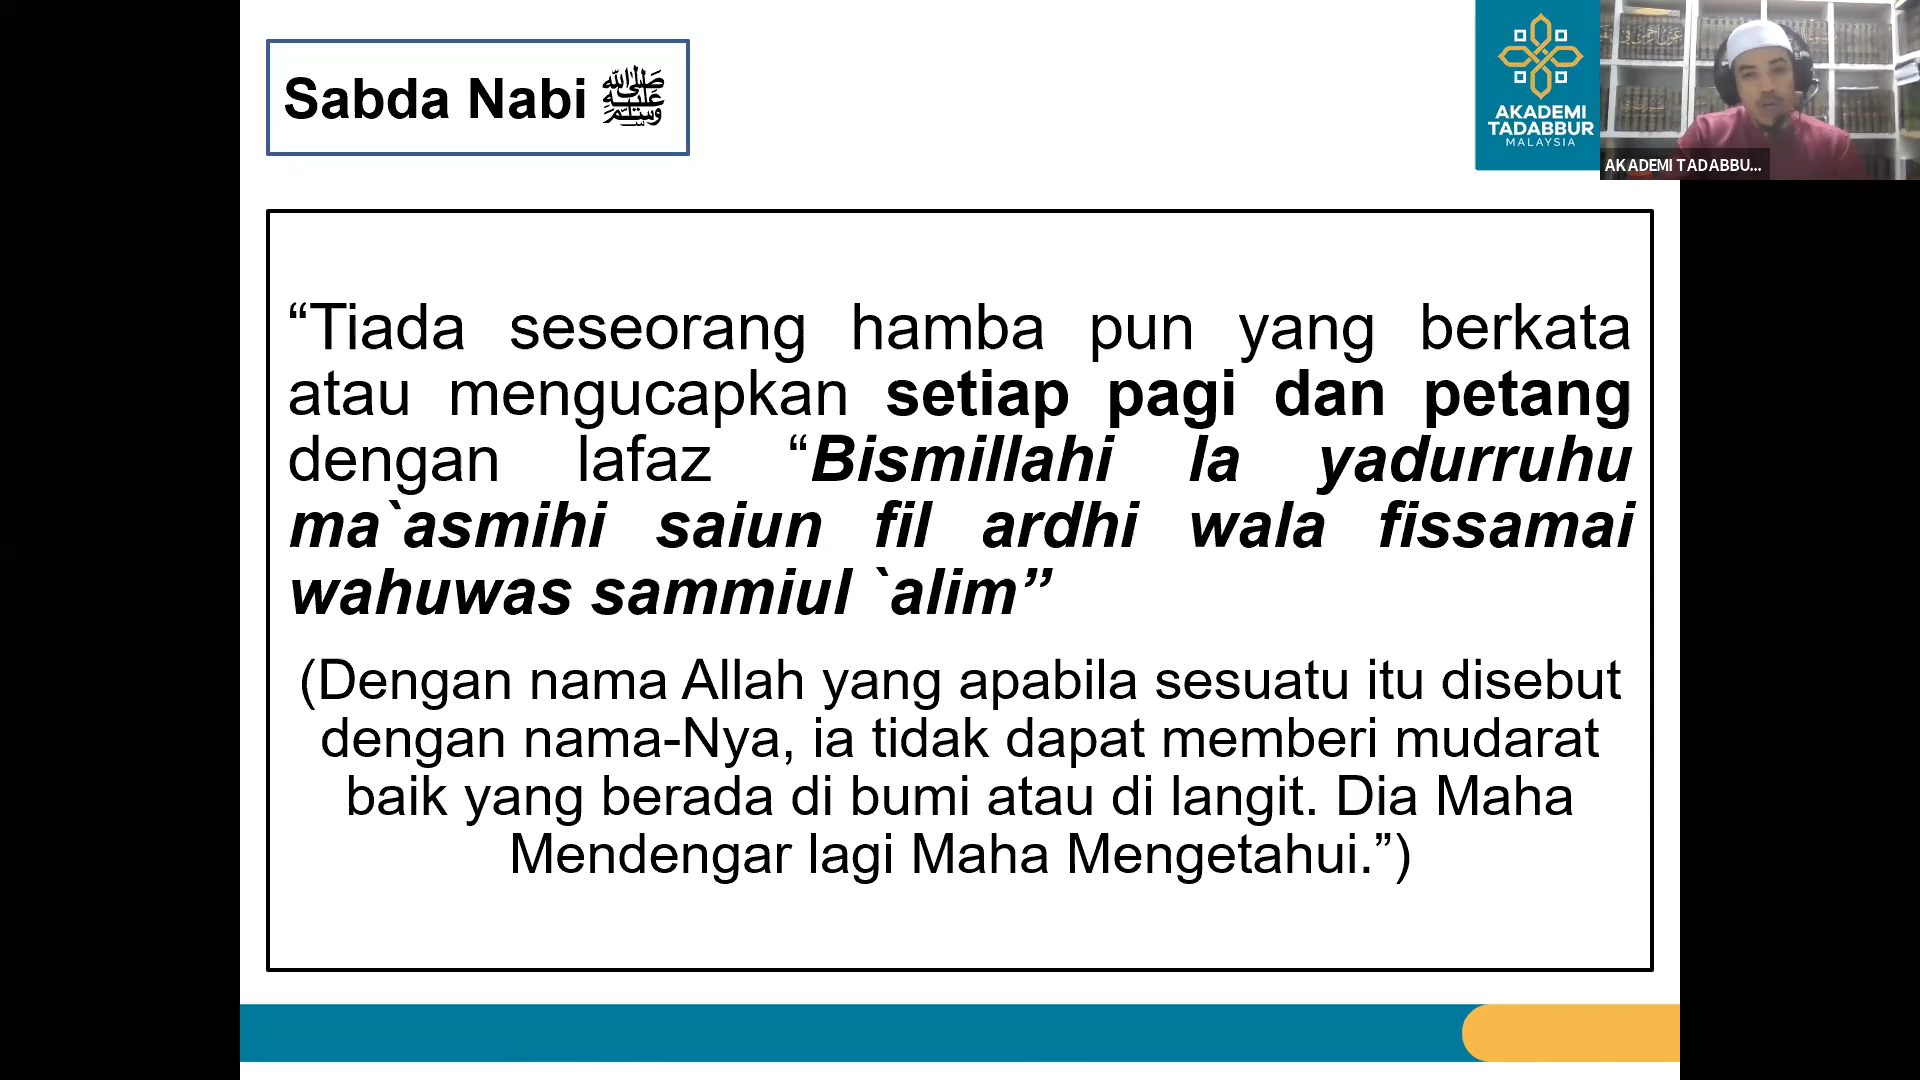 Sabda Nabi ﷺ
AKADEMI
TADABBUR
MALAYSIA
AKADEMI TADABBU...
“Tiada seseorang hamba pun yang berkata
atau mengucapkan setiap pagi dan petang
dengan lafaz “Bismillahi la yadurruhu
ma`asmihi saiun fil ardhi wala fissamai
wahuwas sammiul `alim”
(Dengan nama Allah yang apabila sesuatu itu disebut
dengan nama-Nya, ia tidak dapat memberi mudarat
baik yang berada di bumi atau di langit. Dia Maha
Mendengar lagi Maha Mengetahui.”)